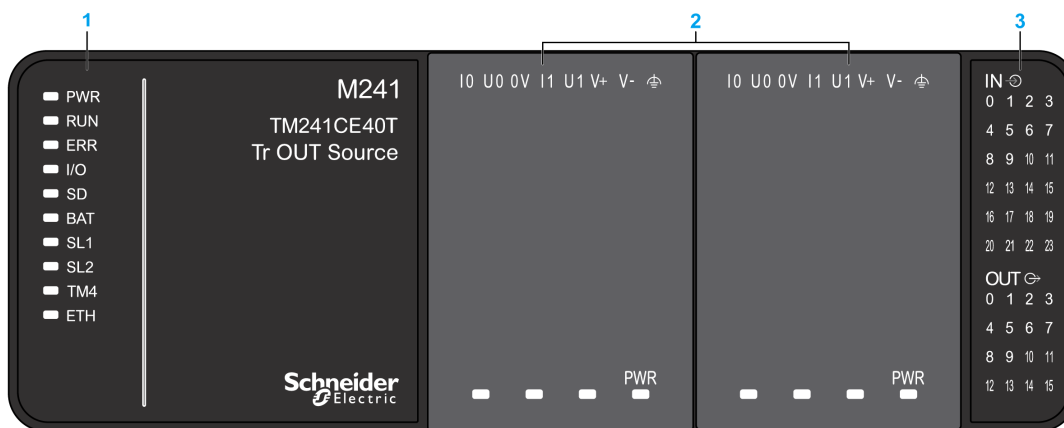 1
2
3
PWR
RUN
ERR
I/O
SD
BAT
SL1
SL2
TM4
ETH
M241
TM241CE40T
Tr OUT Source
Schneider
Electric
I0 U0 0V I1 U1 V+ V-
PWR
I0 U0 0V I1 U1 V+ V-
PWR
IN
0 1 2 3
4 5 6 7
8 9 10 11
12 13 14 15
16 17 18 19
20 21 22 23
OUT
0 1 2 3
4 5 6 7
8 9 10 11
12 13 14 15